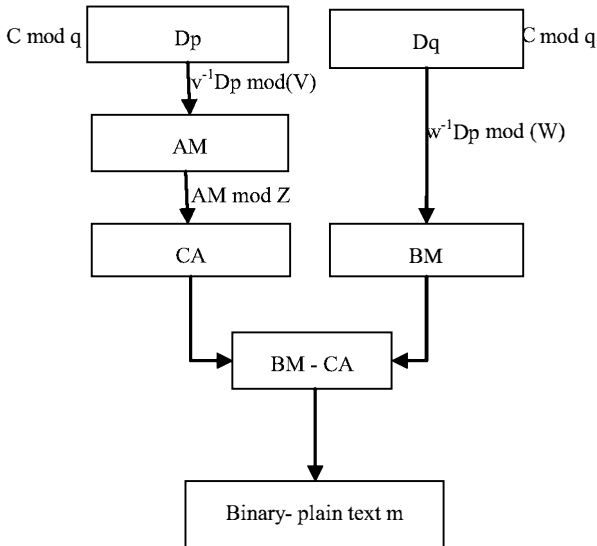 C mod q
Dp
Dq
C mod q
v⁻¹Dp mod(V)
w⁻¹Dp mod (W)
AM
AM mod Z
CA
BM
BM - CA
Binary- plain text m